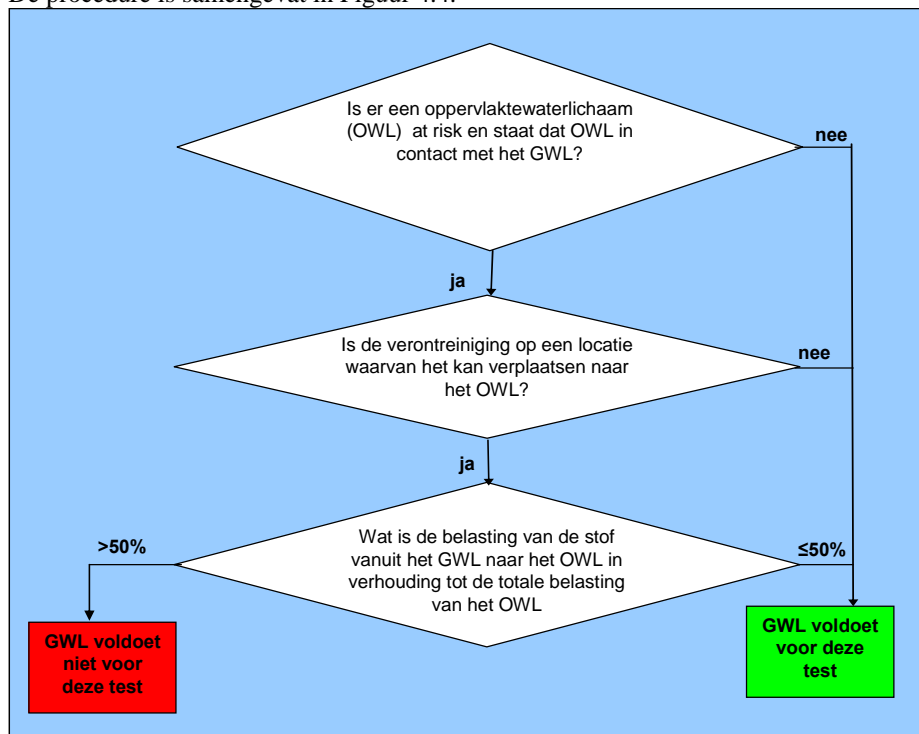 De procedure is samengevat in Figuur 4.4.
Is er een oppervlaktewaterlichaam
(OWL) at risk en staat dat OWL in
contact met het GWL?
nee
ja
Is de verontreiniging op een locatie
waarvan het kan verplaatsen naar
het OWL?
nee
ja
Wat is de belasting van de stof
vanuit het GWL naar het OWL in
verhouding tot de totale belasting
van het OWL
>50%
≤50%
GWL voldoet
niet voor
deze test
GWL voldoet
voor deze
test